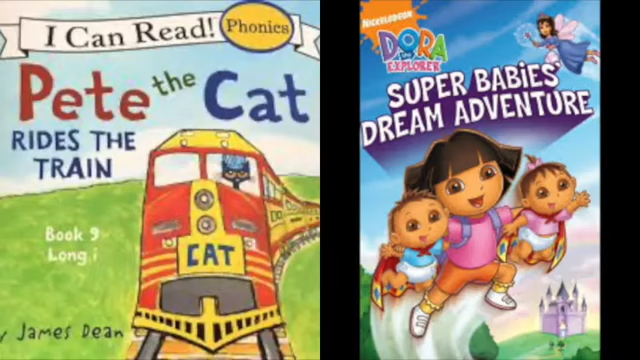 I Can Read!
Phonics
Pete the Cat
RIDES THE
TRAIN
Book 9
Long i
CAT
y James Dean
NICKELODEON
DORA
the
EXPLORER
SUPER BABIES
DREAM ADVENTURE